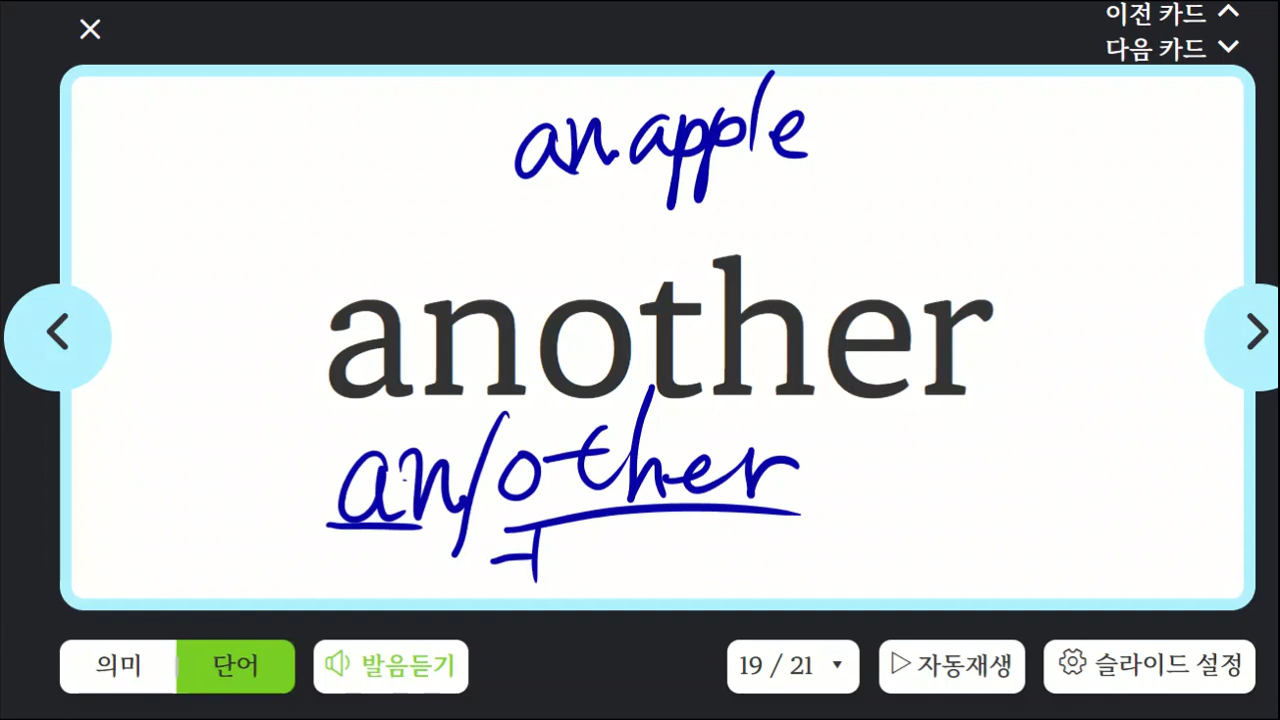 이전 카드
다음 카드
an apple
another
an/other
의미 단어 발음듣기 19 / 21 자동재생 슬라이드 설정